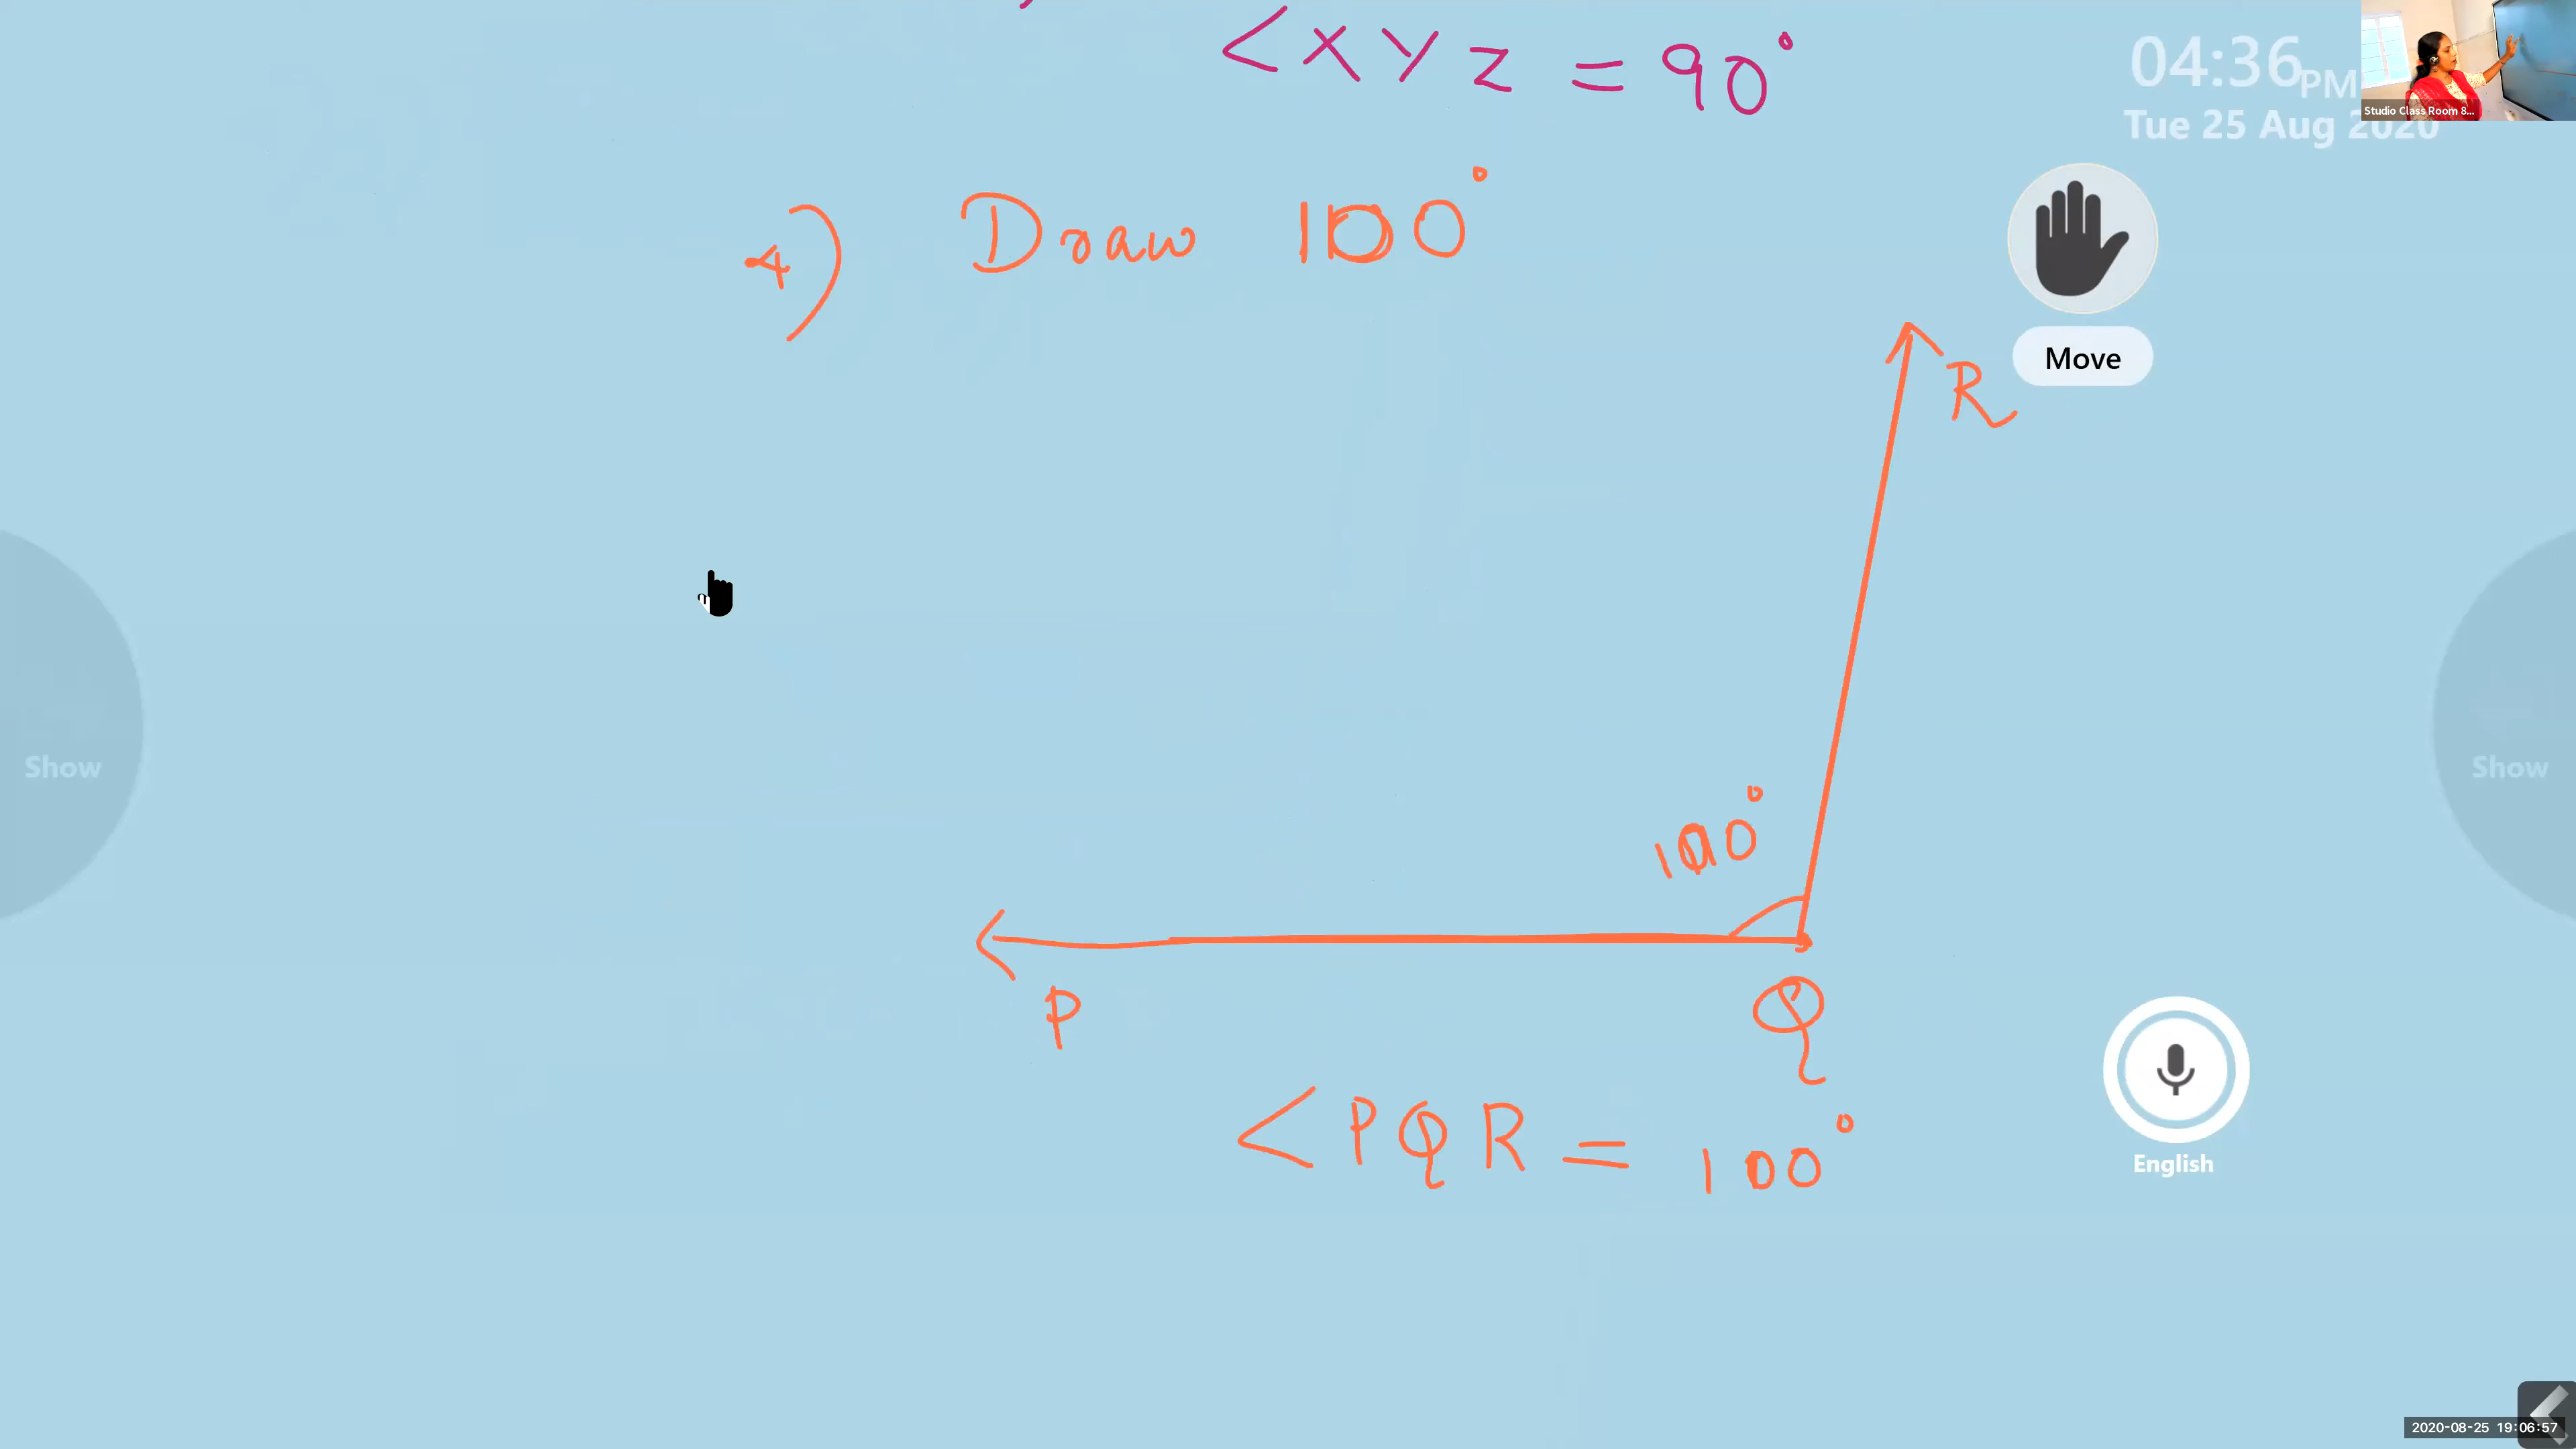 <XYZ = 90°
04:36PM
Tue 25 Aug 2020
Studio Class Room 8...
4) Draw 100°
Move
R
Show
Show
100°
P
Q
<PQR = 100°
English
2020-08-25 19:06:57